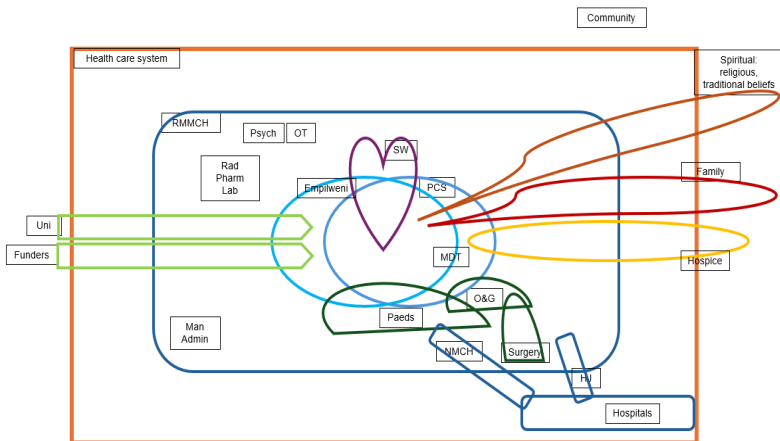 Community
Health care system
Spiritual:
religious,
traditional beliefs
RMMCH
Psych
OT
SW
Rad
Pharm
Lab
Empilweni
PCS
Family
Uni
Funders
MDT
Hospice
O&G
Paeds
Man
Admin
NMCH
Surgery
HJ
Hospitals